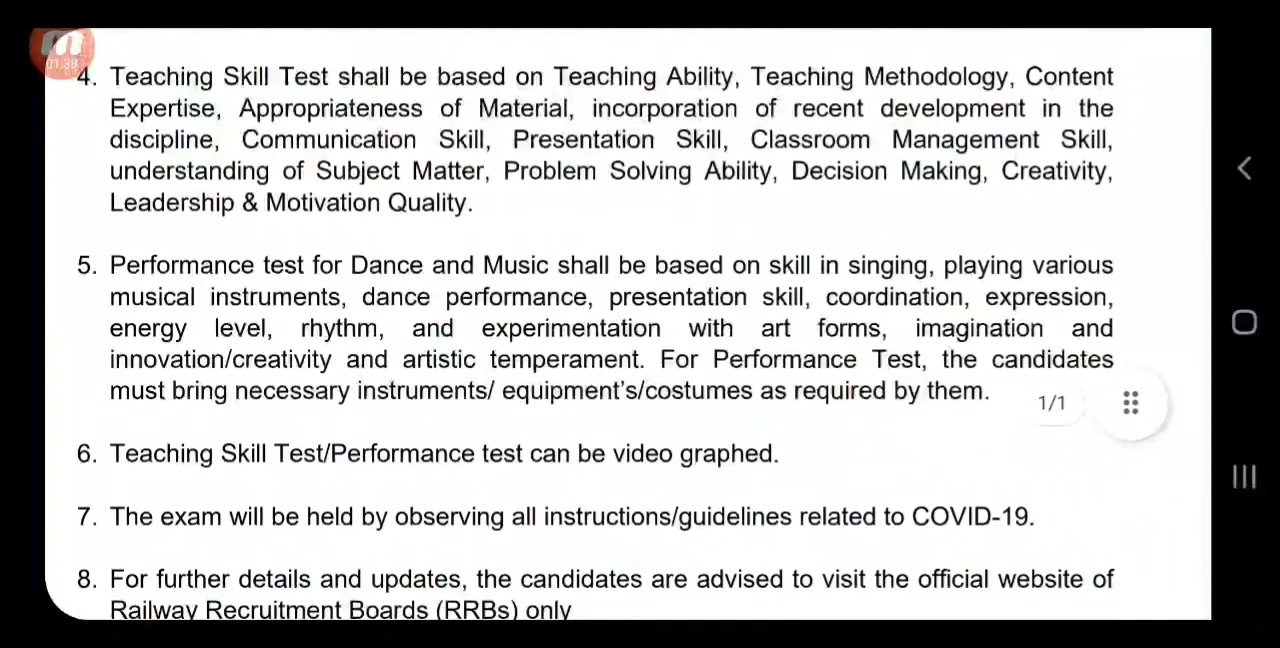 01:38
4. Teaching Skill Test shall be based on Teaching Ability, Teaching Methodology, Content
Expertise, Appropriateness of Material, incorporation of recent development in the
discipline, Communication Skill, Presentation Skill, Classroom Management Skill,
understanding of Subject Matter, Problem Solving Ability, Decision Making, Creativity,
Leadership & Motivation Quality.
5. Performance test for Dance and Music shall be based on skill in singing, playing various
musical instruments, dance performance, presentation skill, coordination, expression,
energy level, rhythm, and experimentation with art forms, imagination and
innovation/creativity and artistic temperament. For Performance Test, the candidates
must bring necessary instruments/ equipment's/costumes as required by them.
1/1
6. Teaching Skill Test/Performance test can be video graphed.
7. The exam will be held by observing all instructions/guidelines related to COVID-19.
8. For further details and updates, the candidates are advised to visit the official website of
Railway Recruitment Boards (RRBs) only